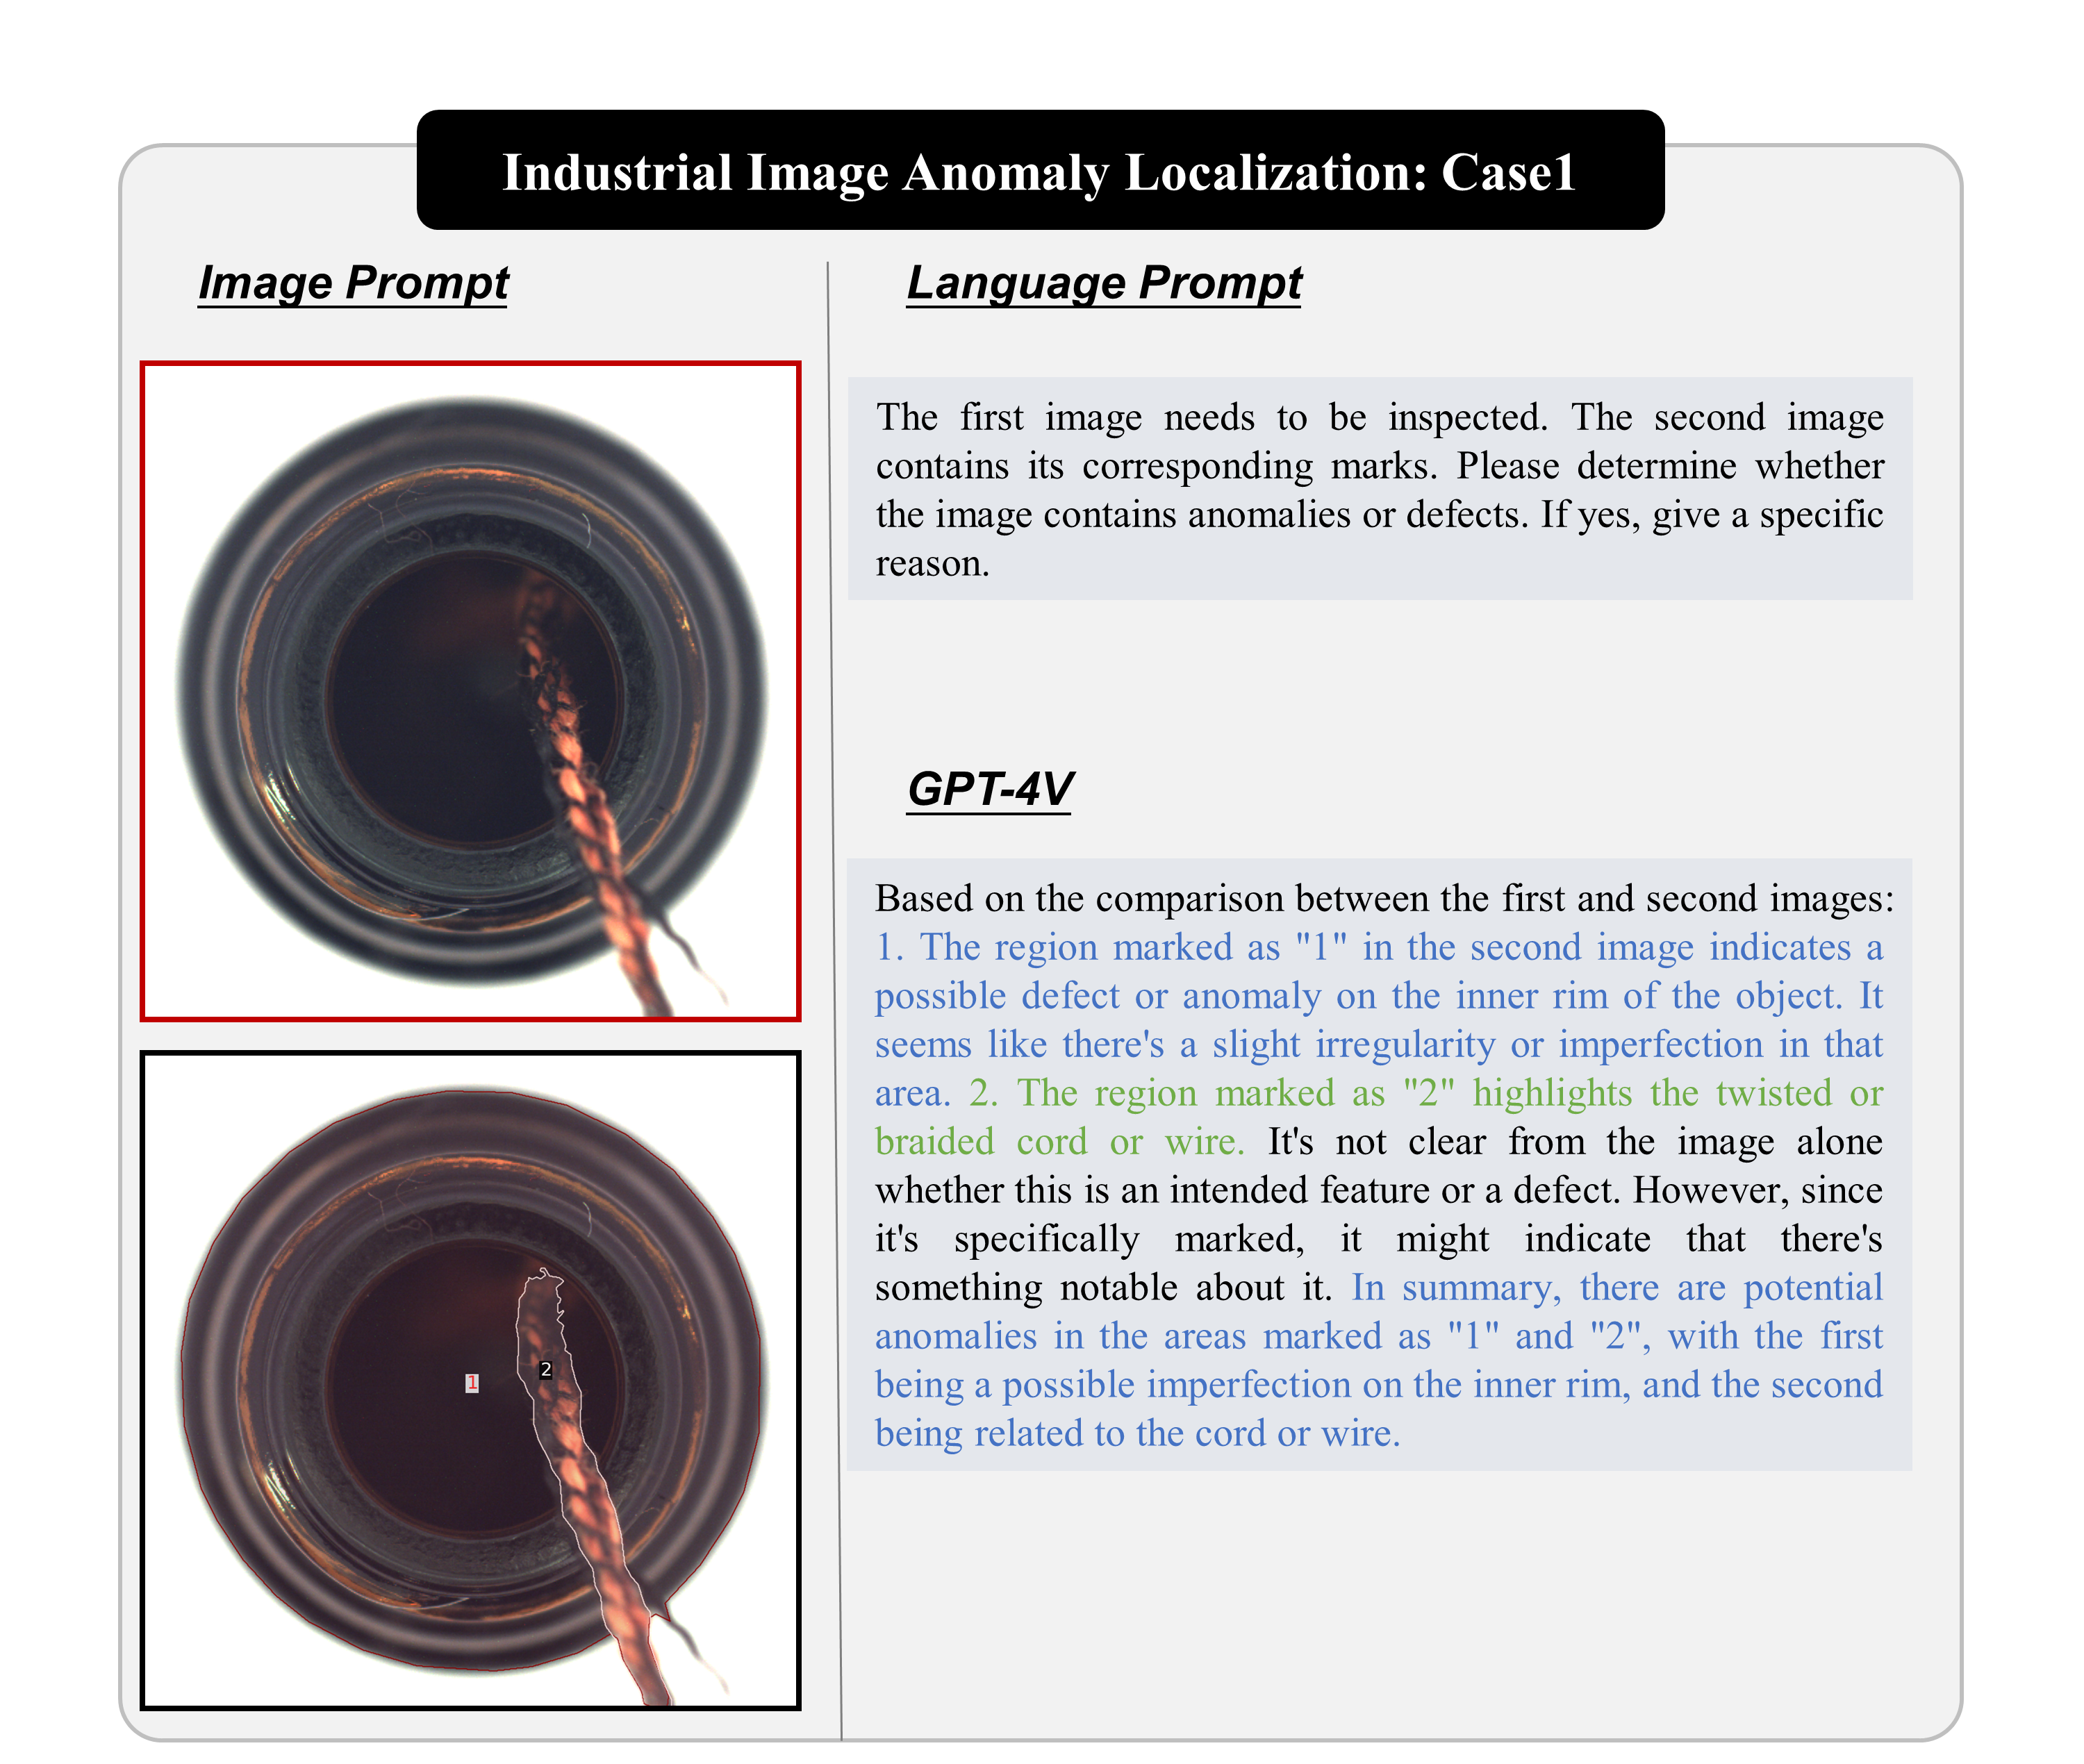 Industrial Image Anomaly Localization: Case1
Image Prompt
1
2
Language Prompt
The first image needs to be inspected. The second image
contains its corresponding marks. Please determine whether
the image contains anomalies or defects. If yes, give a specific
reason.
GPT-4V
Based on the comparison between the first and second images:
1. The region marked as "1" in the second image indicates a
possible defect or anomaly on the inner rim of the object. It
seems like there's a slight irregularity or imperfection in that
area. 2. The region marked as "2" highlights the twisted or
braided cord or wire. It's not clear from the image alone
whether this is an intended feature or a defect. However, since
it's specifically marked, it might indicate that there's
something notable about it. In summary, there are potential
anomalies in the areas marked as "1" and "2", with the first
being a possible imperfection on the inner rim, and the second
being related to the cord or wire.